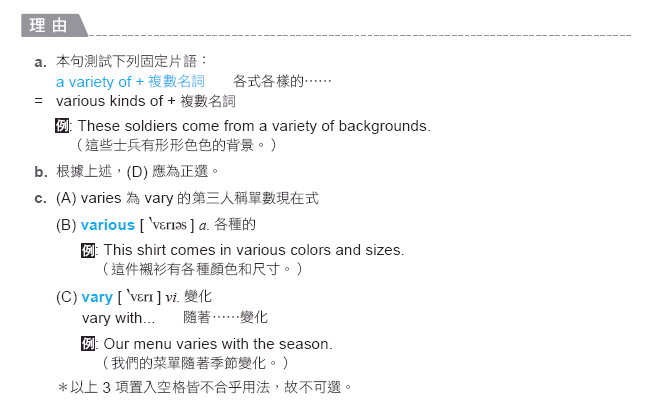 理由
a. 本句測試下列固定片語：
a variety of + 複數名詞 各式各樣的⋯⋯
= various kinds of + 複數名詞
例: These soldiers come from a variety of backgrounds.
（這些士兵有形形色色的背景。）
b. 根據上述，(D) 應為正選。
c. (A) varies 為 vary 的第三人稱單數現在式
(B) various [ ˋvɛrɪəs ] a. 各種的
例: This shirt comes in various colors and sizes.
（這件襯衫有各種顏色和尺寸。）
(C) vary [ ˋvɛrɪ ] vi. 變化
vary with... 隨著⋯⋯變化
例: Our menu varies with the season.
（我們的菜單隨著季節變化。）
＊以上 3 項置入空格皆不合乎用法，故不可選。